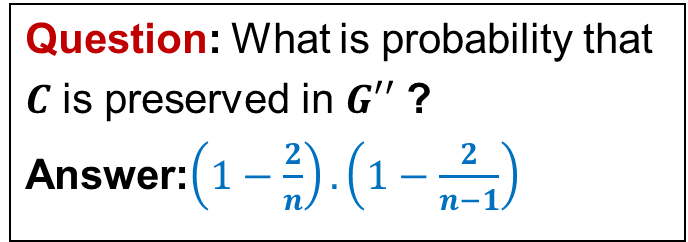 Question: What is probability that
C is preserved in G′′ ?
Answer: (1 − 2/n) . (1 − 2/(n−1))